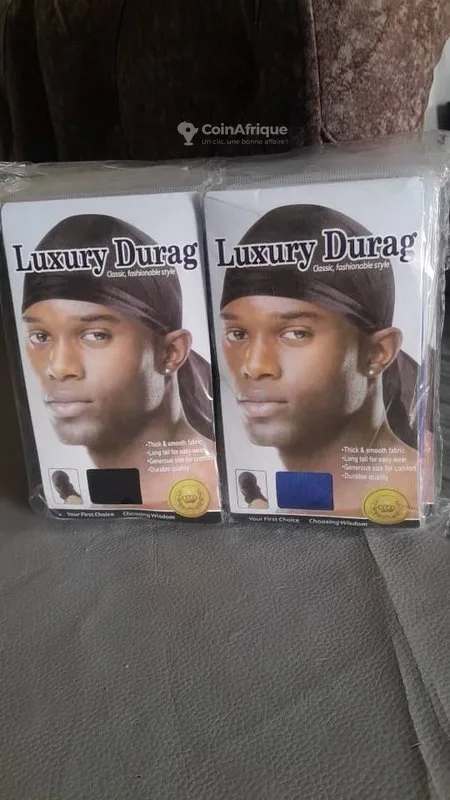 CoinAfrique
Un clic, une bonne affaire !
Luxury Durag
Classic, fashionable style
•Thick & smooth fabric
•Long tail for easy wear
•Generous size for comfort
•Durable quality
Your First Choice Choosing Wisdom
Luxury Durag
Classic, fashionable style
•Thick & smooth fabric
•Long tail for easy wear
•Generous size for comfort
•Durable quality
Your First Choice Choosing Wisdom